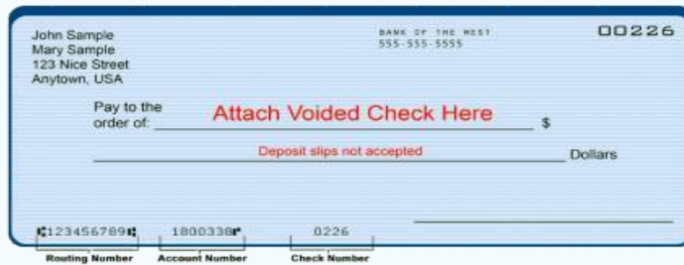 John Sample
Mary Sample
123 Nice Street
Anytown, USA
BANK OF THE WEST
555-555-5555
00226
Pay to the
order of:
Attach Voided Check Here
$
Deposit slips not accepted
Dollars
⑆123456789⑆ 1800338⑈ 0226
Routing Number Account Number Check Number